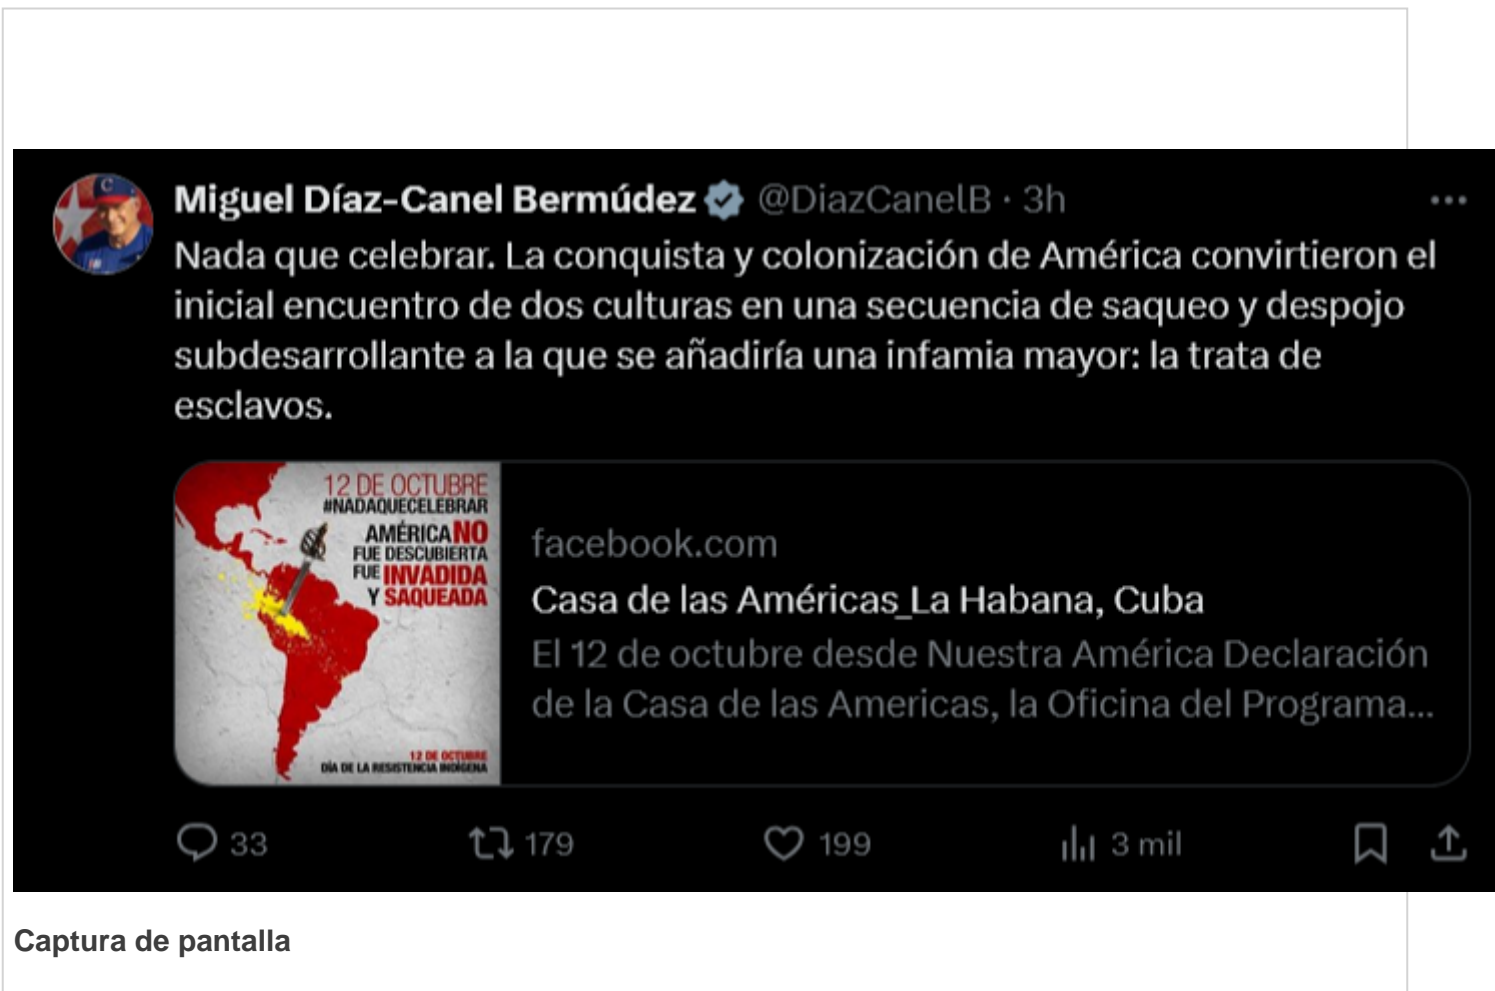 Miguel Díaz-Canel Bermúdez @DiazCanelB · 3h
Nada que celebrar. La conquista y colonización de América convirtieron el
inicial encuentro de dos culturas en una secuencia de saqueo y despojo
subdesarrollante a la que se añadiría una infamia mayor: la trata de
esclavos.
12 DE OCTUBRE
#NADAQUECELEBRAR
AMÉRICA NO
FUE DESCUBIERTA
FUE INVADIDA
Y SAQUEADA
12 DE OCTUBRE
DÍA DE LA RESISTENCIA INDÍGENA
facebook.com
Casa de las Américas_La Habana, Cuba
El 12 de octubre desde Nuestra América Declaración
de la Casa de las Americas, la Oficina del Programa...
33 179 199 3 mil
Captura de pantalla